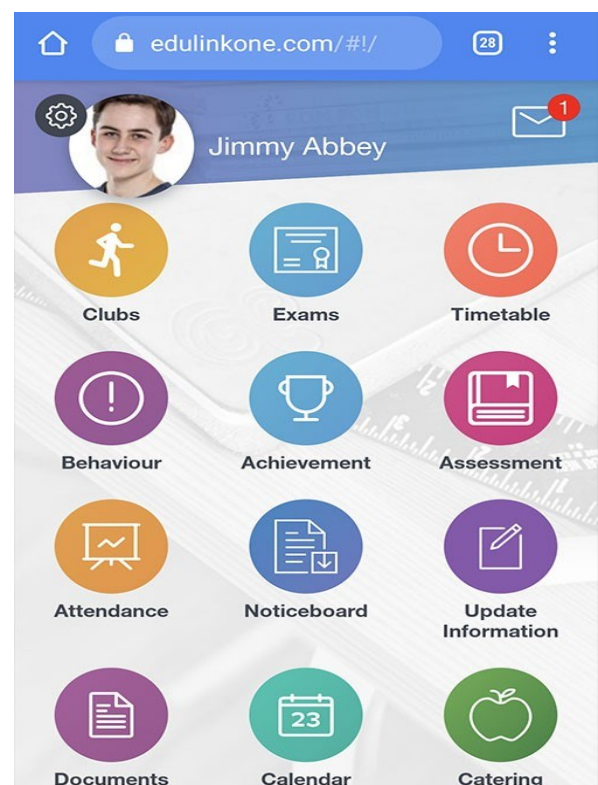 edulinkone.com/#!/
28
1
Jimmy Abbey
Clubs
Exams
Timetable
Behaviour
Achievement
Assessment
Attendance
Noticeboard
Update
Information
Documents
23
Calendar
Catering